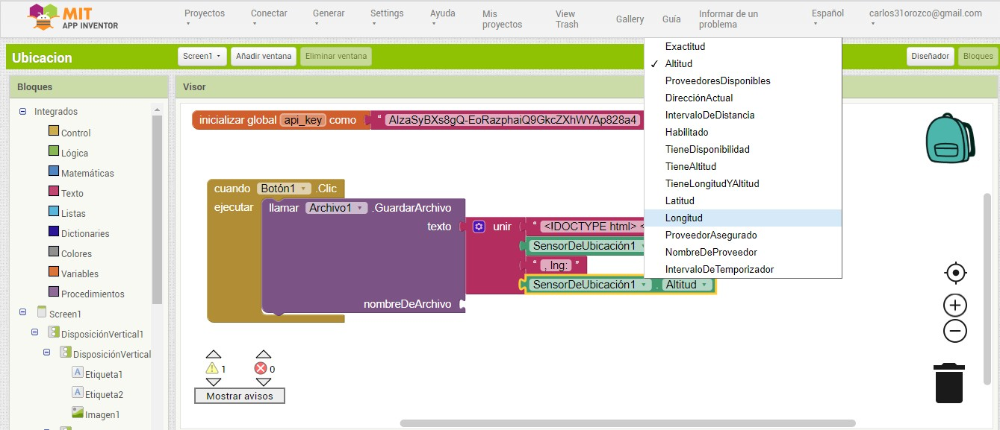 MIT
APP INVENTOR
Proyectos
Conectar
Generar
Settings
Ayuda
Mis proyectos
View Trash
Gallery
Guía
Informar de un problema
Español
carlos31orozco@gmail.com
Ubicacion
Screen1
Añadir ventana
Eliminar ventana
Diseñador
Bloques
Bloques
Integrados
Control
Lógica
Matemáticas
Texto
Listas
Dictionaries
Colores
Variables
Procedimientos
Screen1
DisposiciónVertical1
DisposiciónVertical
Etiqueta1
Etiqueta2
Imagen1
Visor
inicializar global api_key como " AIzaSyBXs8gQ-EoRazphaiQ9GkcZXhWYAp828a4
cuando Botón1 .Clic
ejecutar llamar Archivo1 .GuardarArchivo
texto unir " <!DOCTYPE html> <
SensorDeUbicación1
" , lng: "
SensorDeUbicación1 . Altitud
nombreDeArchivo
1 0
Mostrar avisos
Exactitud
✓ Altitud
ProveedoresDisponibles
DirecciónActual
IntervaloDeDistancia
Habilitado
TieneDisponibilidad
TieneAltitud
TieneLongitudYAltitud
Latitud
Longitud
ProveedorAsegurado
NombreDeProveedor
IntervaloDeTemporizador